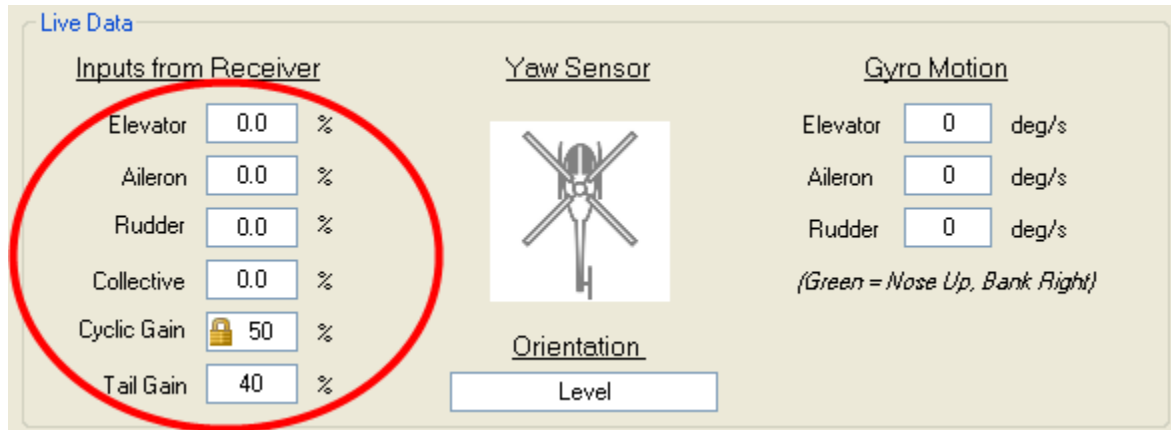 Live Data
Inputs from Receiver
Elevator 0.0 %
Aileron 0.0 %
Rudder 0.0 %
Collective 0.0 %
Cyclic Gain 50 %
Tail Gain 40 %
Yaw Sensor
Orientation
Level
Gyro Motion
Elevator 0 deg/s
Aileron 0 deg/s
Rudder 0 deg/s
(Green = Nose Up, Bank Right)